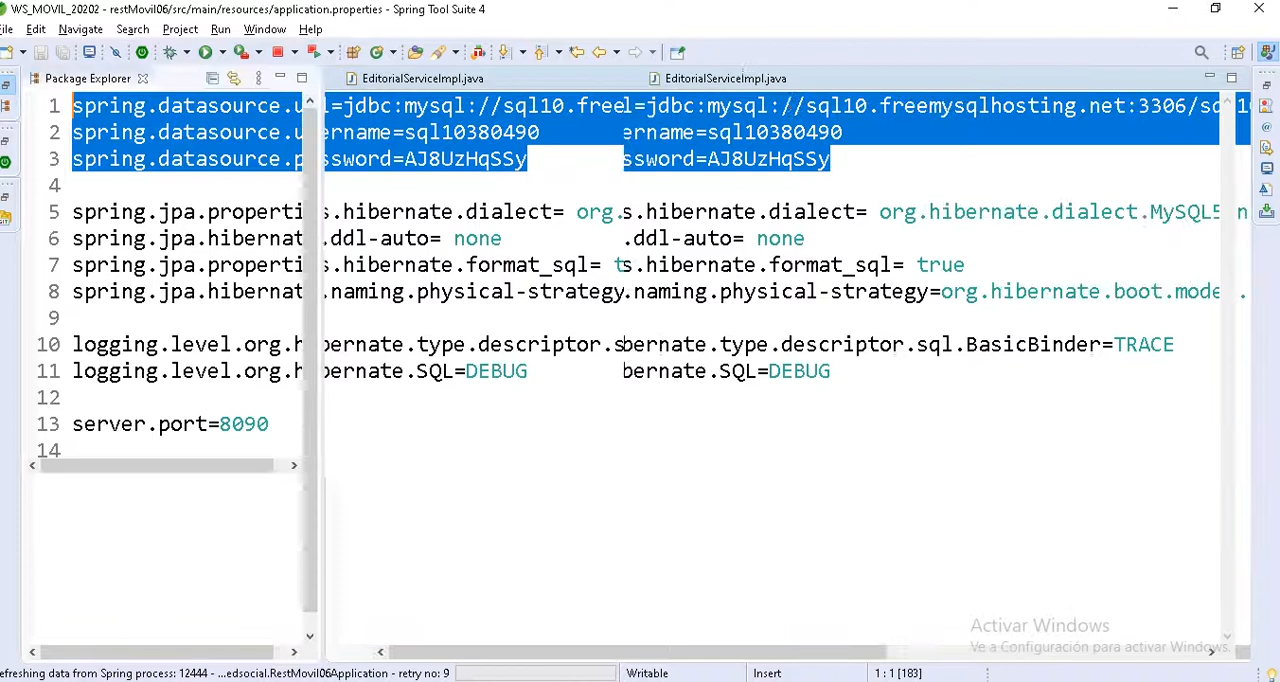 WS_MOVIL_20202 - restMovil06/src/main/resources/application.properties - Spring Tool Suite 4
ile Edit Navigate Search Project Run Window Help
Package Explorer EditorialServiceImpl.java EditorialServiceImpl.java
1 spring.datasource.u l=jdbc:mysql://sql10.free l=jdbc:mysql://sql10.freemysqlhosting.net:3306/sq
2 spring.datasource.u ername=sql10380490 ername=sql10380490
3 spring.datasource.p ssword=AJ8UzHqSSy ssword=AJ8UzHqSSy
4
5 spring.jpa.properti s.hibernate.dialect= org. s.hibernate.dialect= org.hibernate.dialect.MySQL5
6 spring.jpa.hibernat .ddl-auto= none .ddl-auto= none
7 spring.jpa.properti s.hibernate.format_sql= t s.hibernate.format_sql= true
8 spring.jpa.hibernat .naming.physical-strategy .naming.physical-strategy=org.hibernate.boot.mode
9
10 logging.level.org.h bernate.type.descriptor.s bernate.type.descriptor.sql.BasicBinder=TRACE
11 logging.level.org.h bernate.SQL=DEBUG bernate.SQL=DEBUG
12
13 server.port=8090
14
Activar Windows
Ve a Configuración para activar Windows.
efreshing data from Spring process: 12444 - ...edsocial.RestMovil06Application - retry no: 9 Writable Insert 1 : 1 [183]